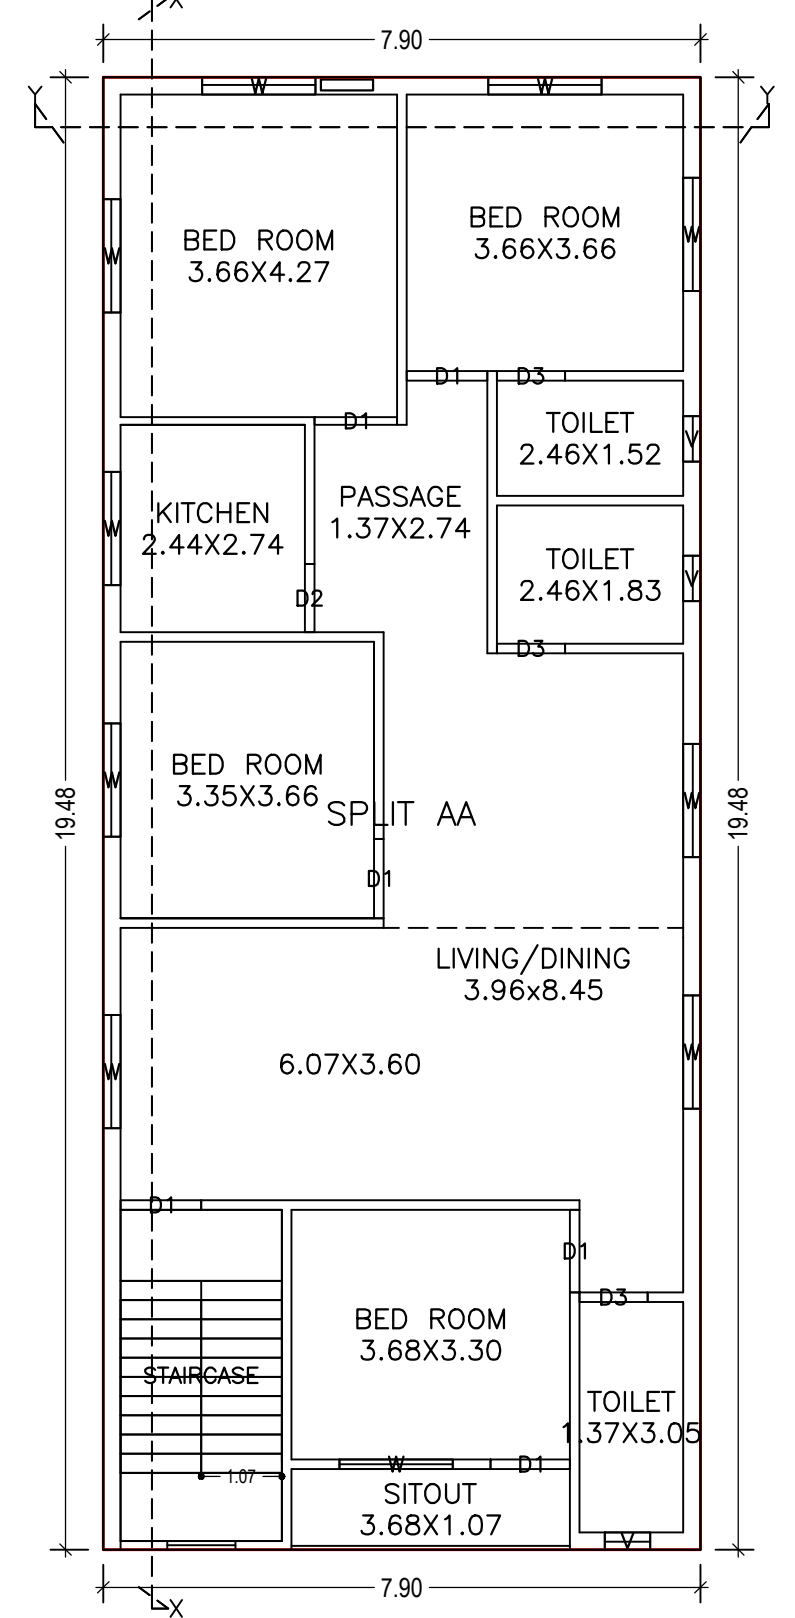 X
7.90
Y
Y
W
W
BED ROOM
3.66X4.27
BED ROOM
3.66X3.66
W
W
D1
D3
D1
TOILET
2.46X1.52
V
KITCHEN
2.44X2.74
W
PASSAGE
1.37X2.74
TOILET
2.46X1.83
V
D2
D3
BED ROOM
3.35X3.66
W
SPLIT AA
W
19.48
19.48
D1
LIVING/DINING
3.96x8.45
6.07X3.60
W
W
D1
D1
D3
BED ROOM
3.68X3.30
STAIRCASE
TOILET
1.37X3.05
1.07
W
D1
SITOUT
3.68X1.07
V
7.90
X